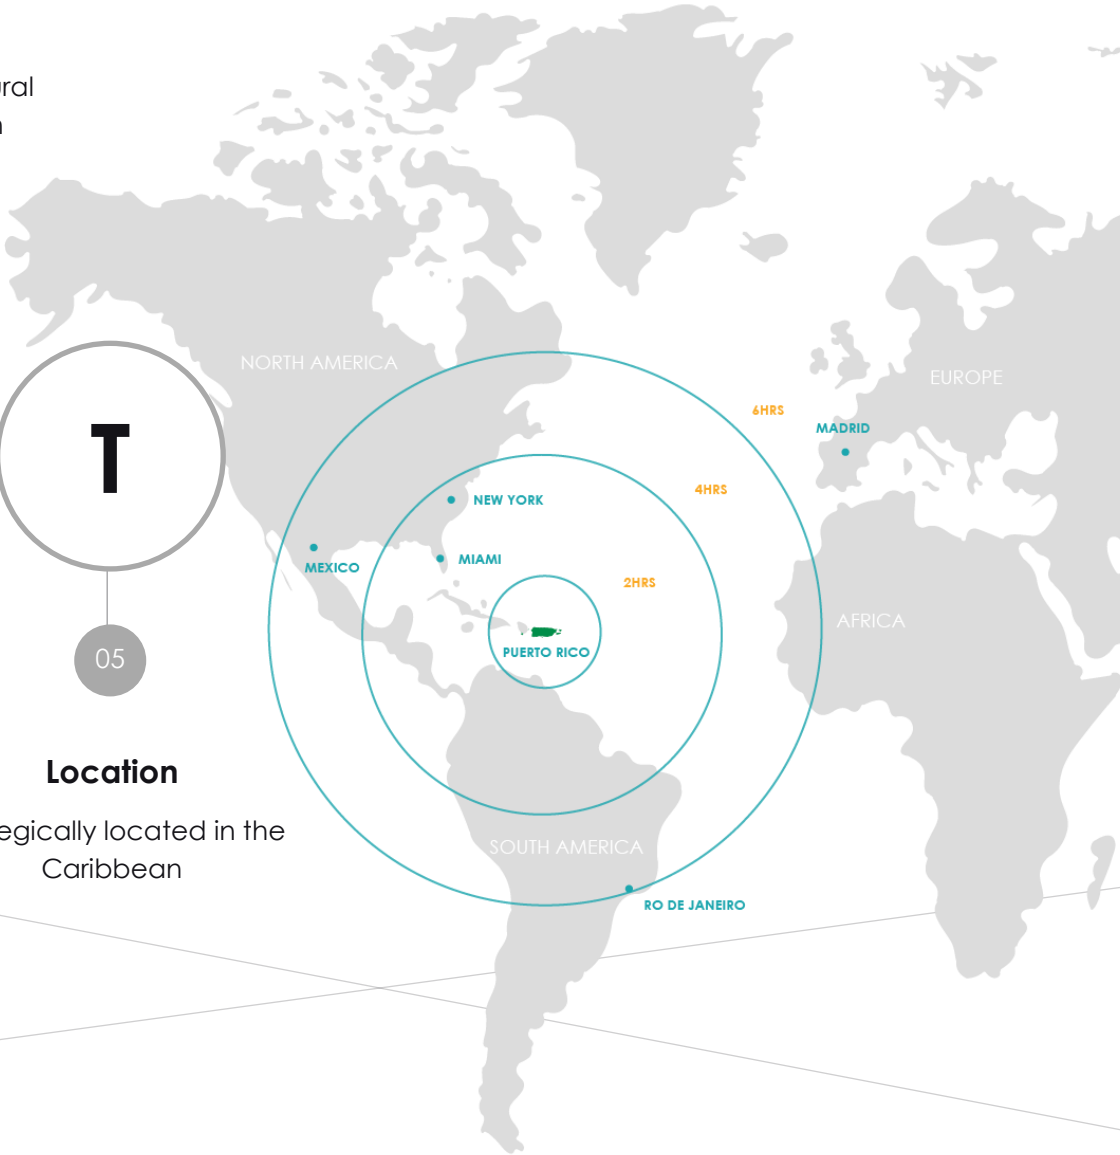 NORTH AMERICA
EUROPE
6HRS
MADRID
T
4HRS
NEW YORK
MIAMI
MEXICO
2HRS
AFRICA
PUERTO RICO
05
Location
egically located in the
Caribbean
SOUTH AMERICA
RO DE JANEIRO